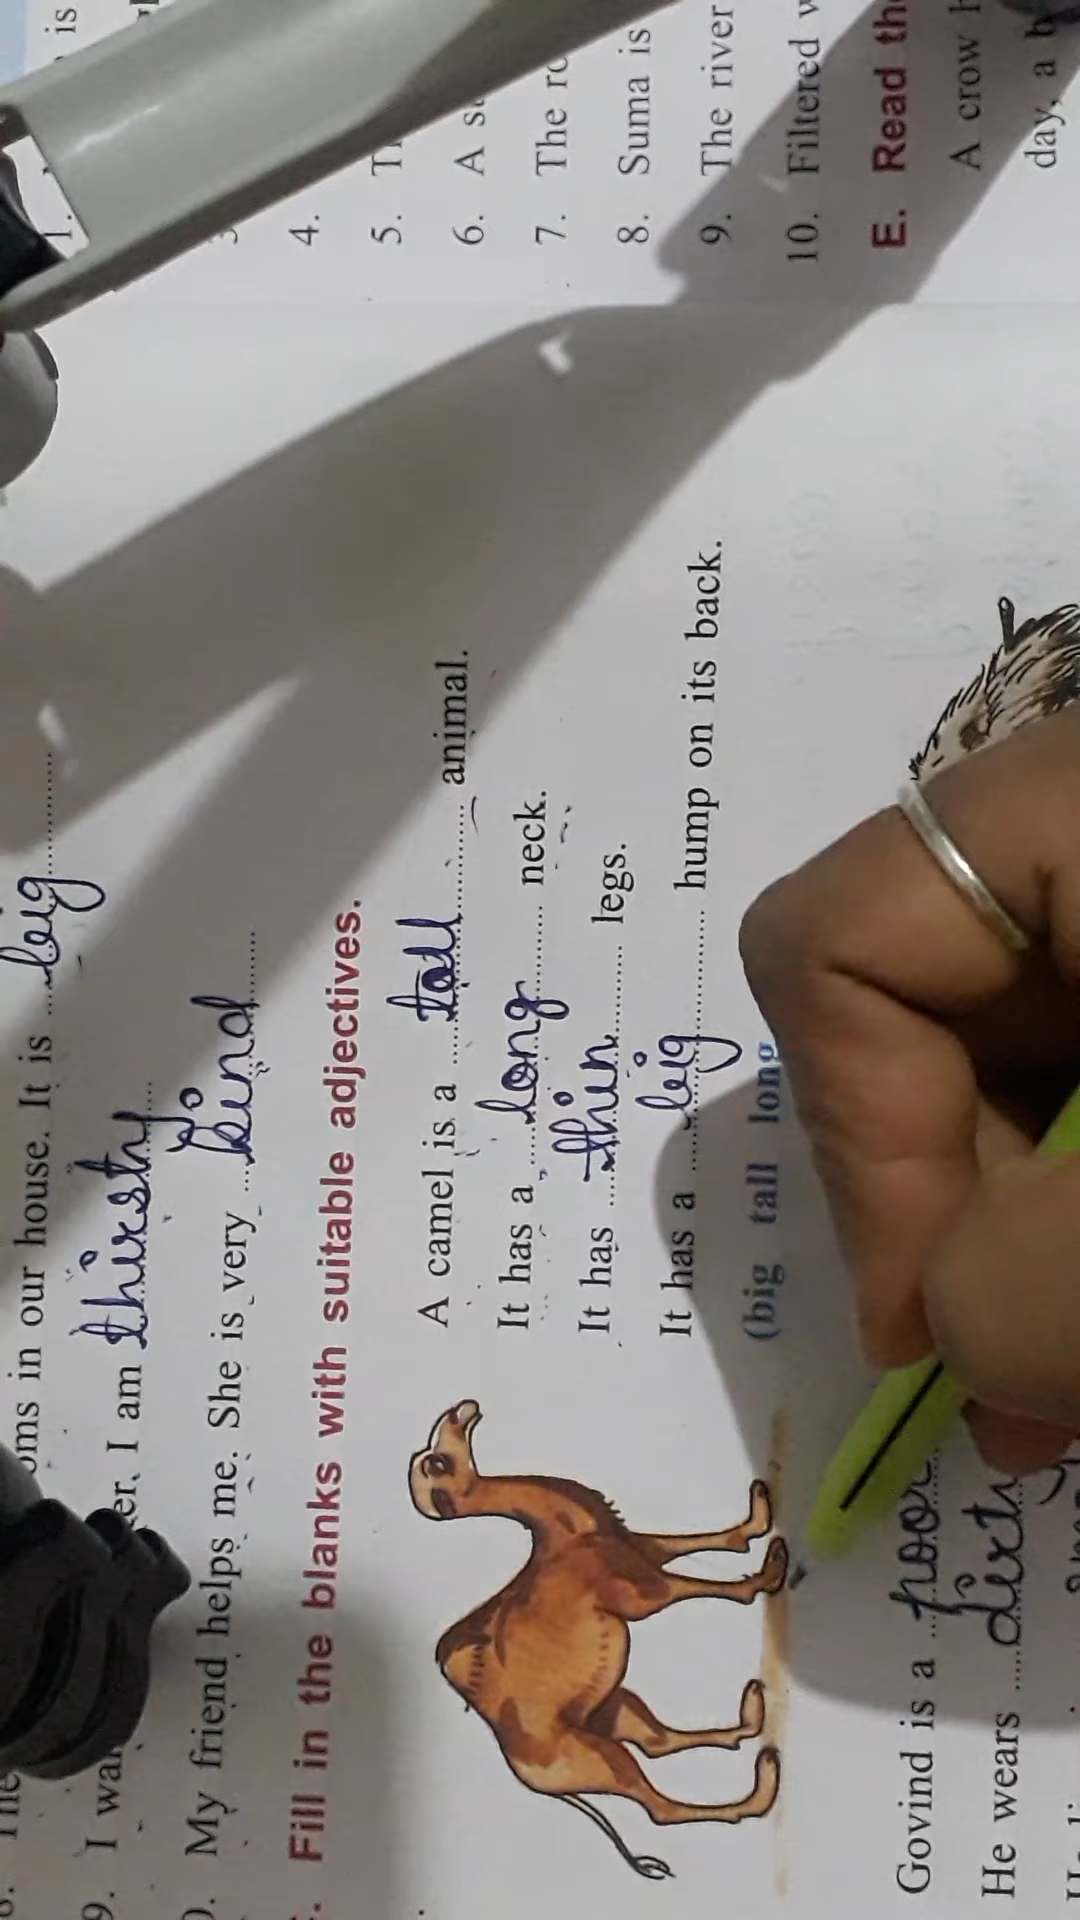 oms in our house. It is big
9. I wa er. I am thirsty
My friend helps me. She is very kind
Fill in the blanks with suitable adjectives.
A camel is a tall animal.
It has a long neck.
It has thin legs.
It has a big hump on its back.
(big tall long
Govind is a poor
He wears dirty
is
1.
4.
5.
6. A
7. The
8. Suma is
9. The river
10. Filtered
E. Read the
A crow
day, a